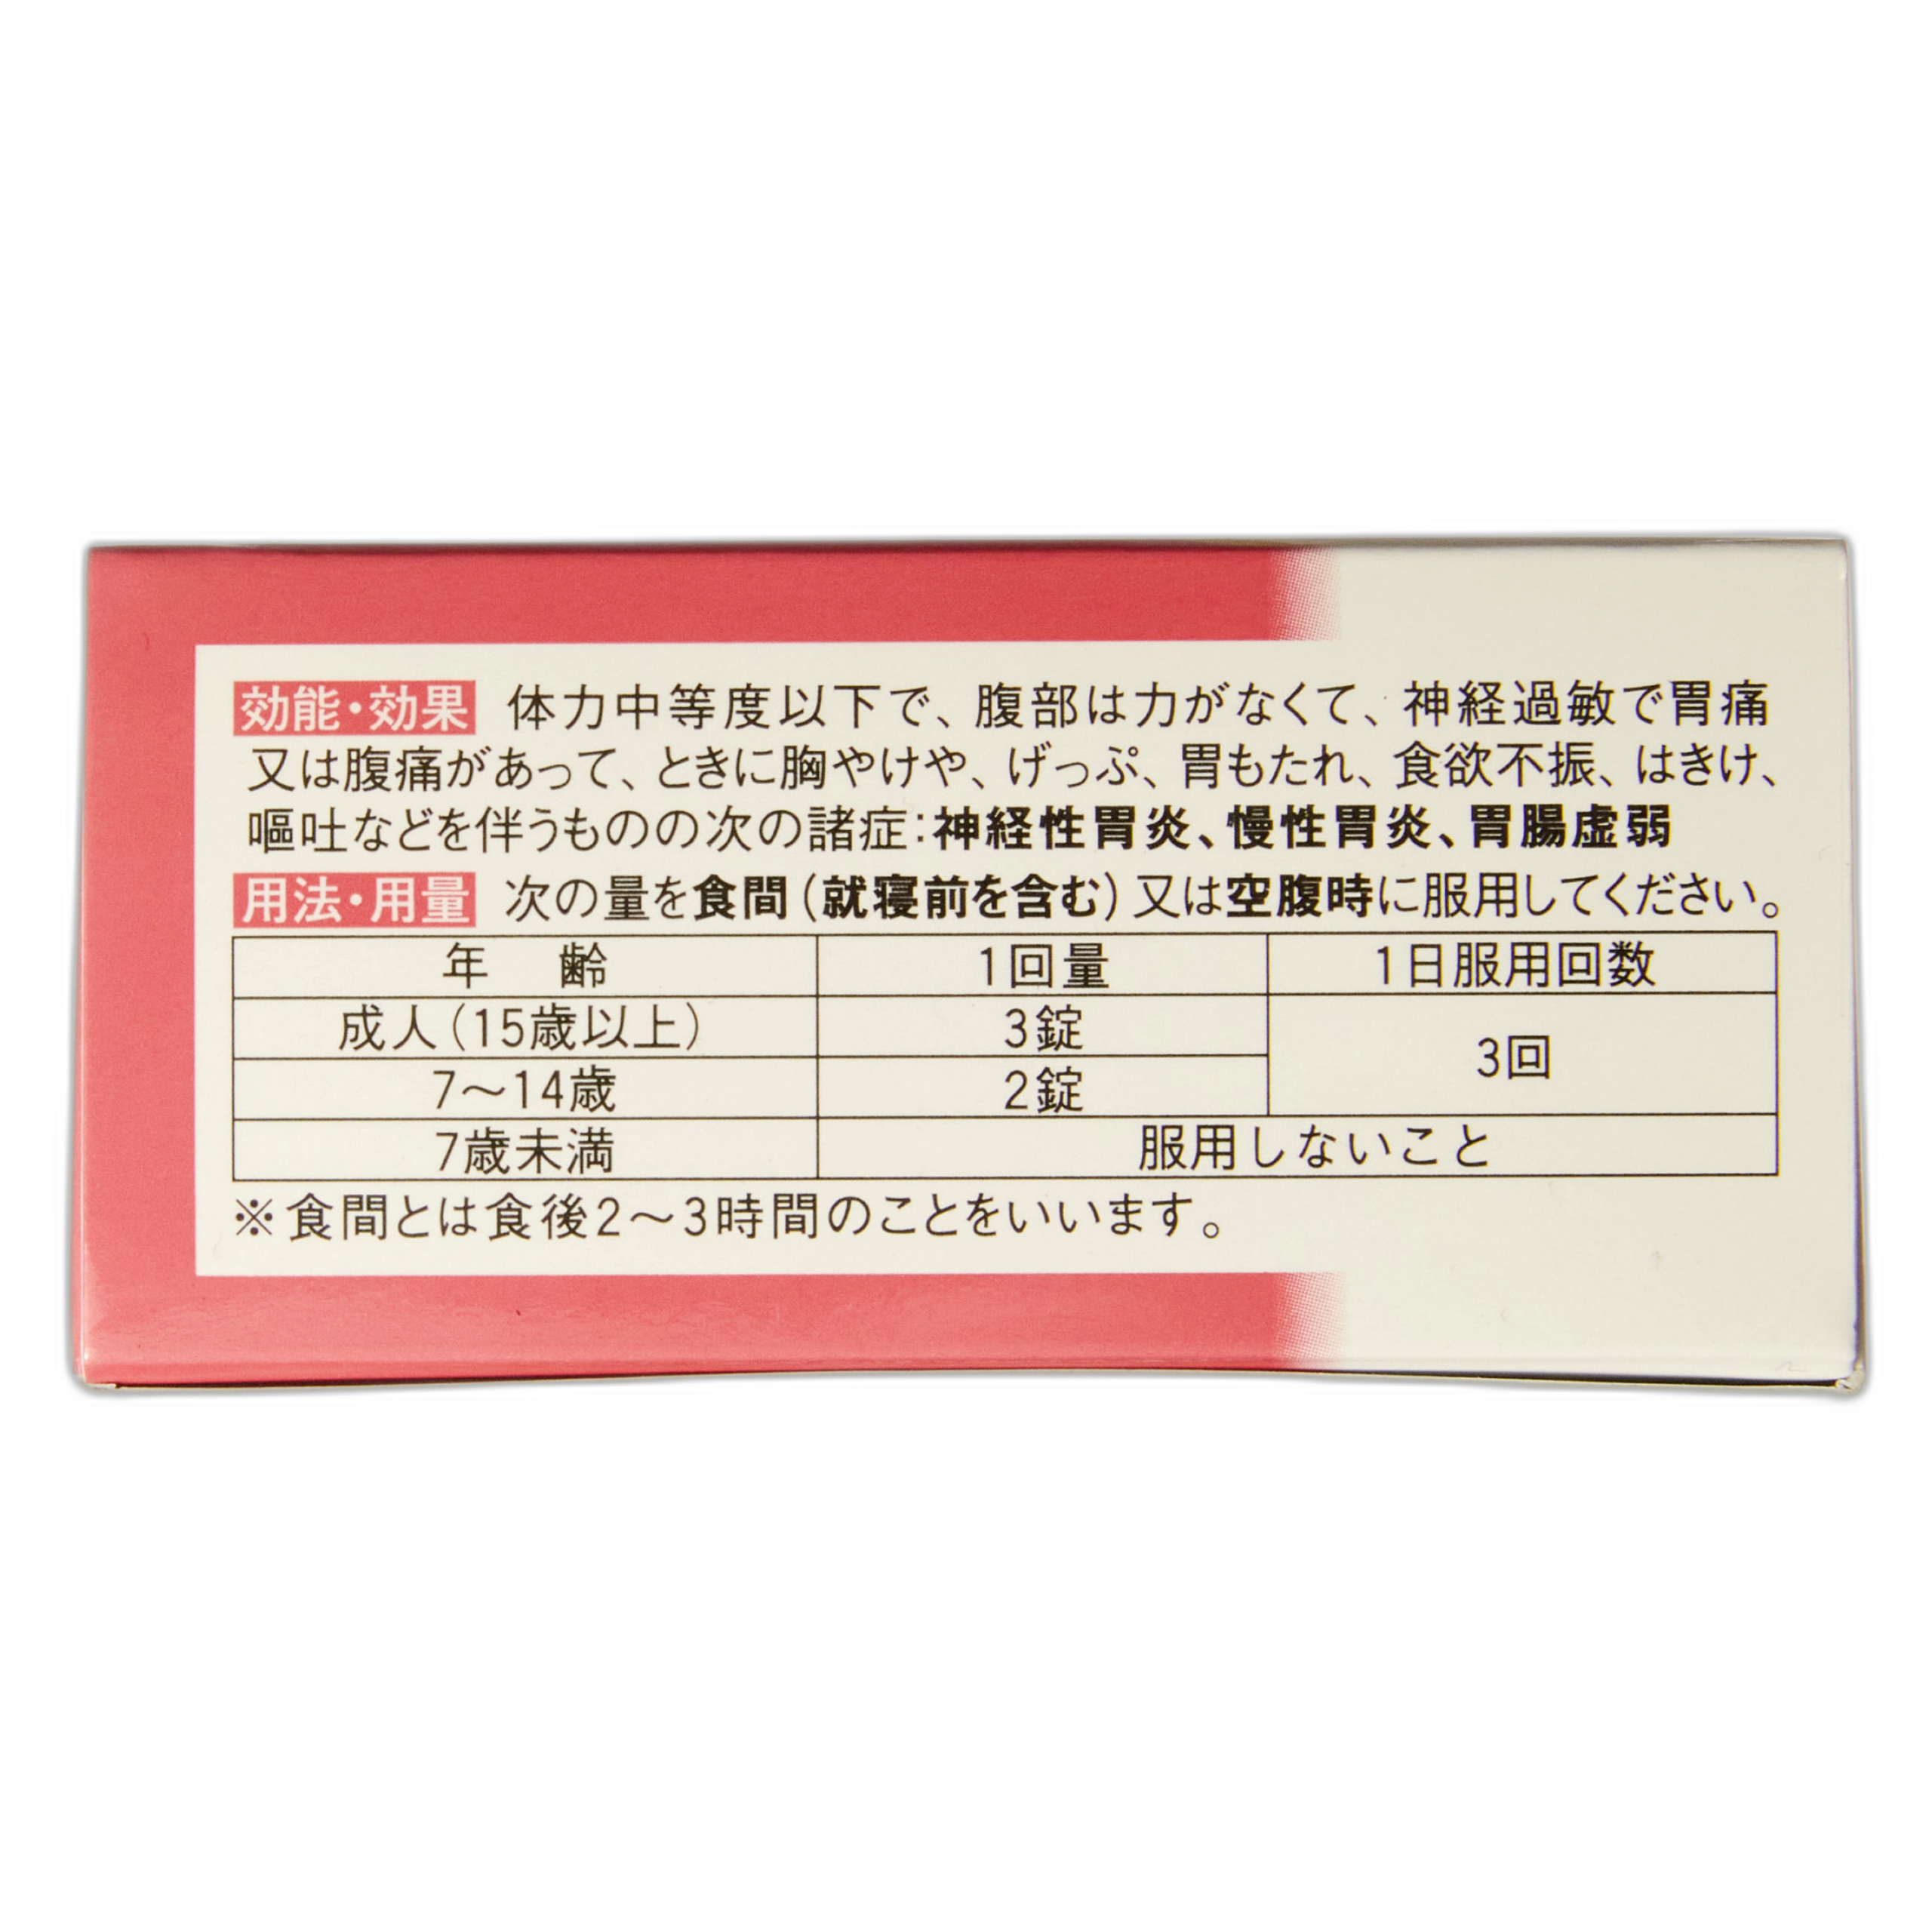 効能・効果 体力中等度以下で、腹部は力がなくて、神経過敏で胃痛
又は腹痛があって、ときに胸やけや、げっぷ、胃もたれ、食欲不振、はきけ、
嘔吐などを伴うものの次の諸症:神経性胃炎、慢性胃炎、胃腸虚弱
用法・用量 次の量を食間(就寝前を含む)又は空腹時に服用してください。
年 齢 1回量 1日服用回数
成人(15歳以上) 3錠
3回
7～14歳 2錠
7歳未満 服用しないこと
※食間とは食後2～3時間のことをいいます。